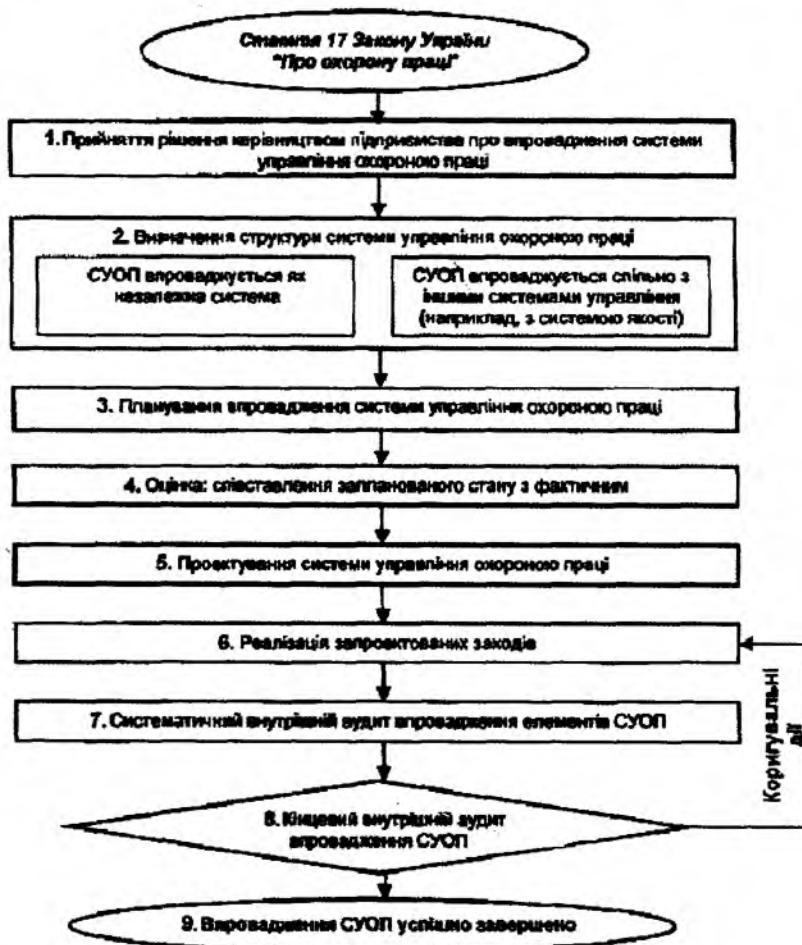 Стаття 17 Закону України
"Про охорону праці"
1. Прийняття рішення керівництвом підприємства про впровадження системи
управління охороною праці
2. Визначення структури системи управління охороною праці
СУОП впроваджується як
незалежна система
СУОП впроваджується спільно з
іншими системами управління
(наприклад, з системою якості)
3. Планування впровадження системи управління охороною праці
4. Оцінка: співставлення запланованого стану з фактичним
5. Проектування системи управління охороною праці
6. Реалізація запроектованих заходів
7. Систематичний внутрішній аудит впровадження елементів СУОП
Коригувальні
дії
8. Кінцевий внутрішній аудит
впровадження СУОП
9. Впровадження СУОП успішно завершено